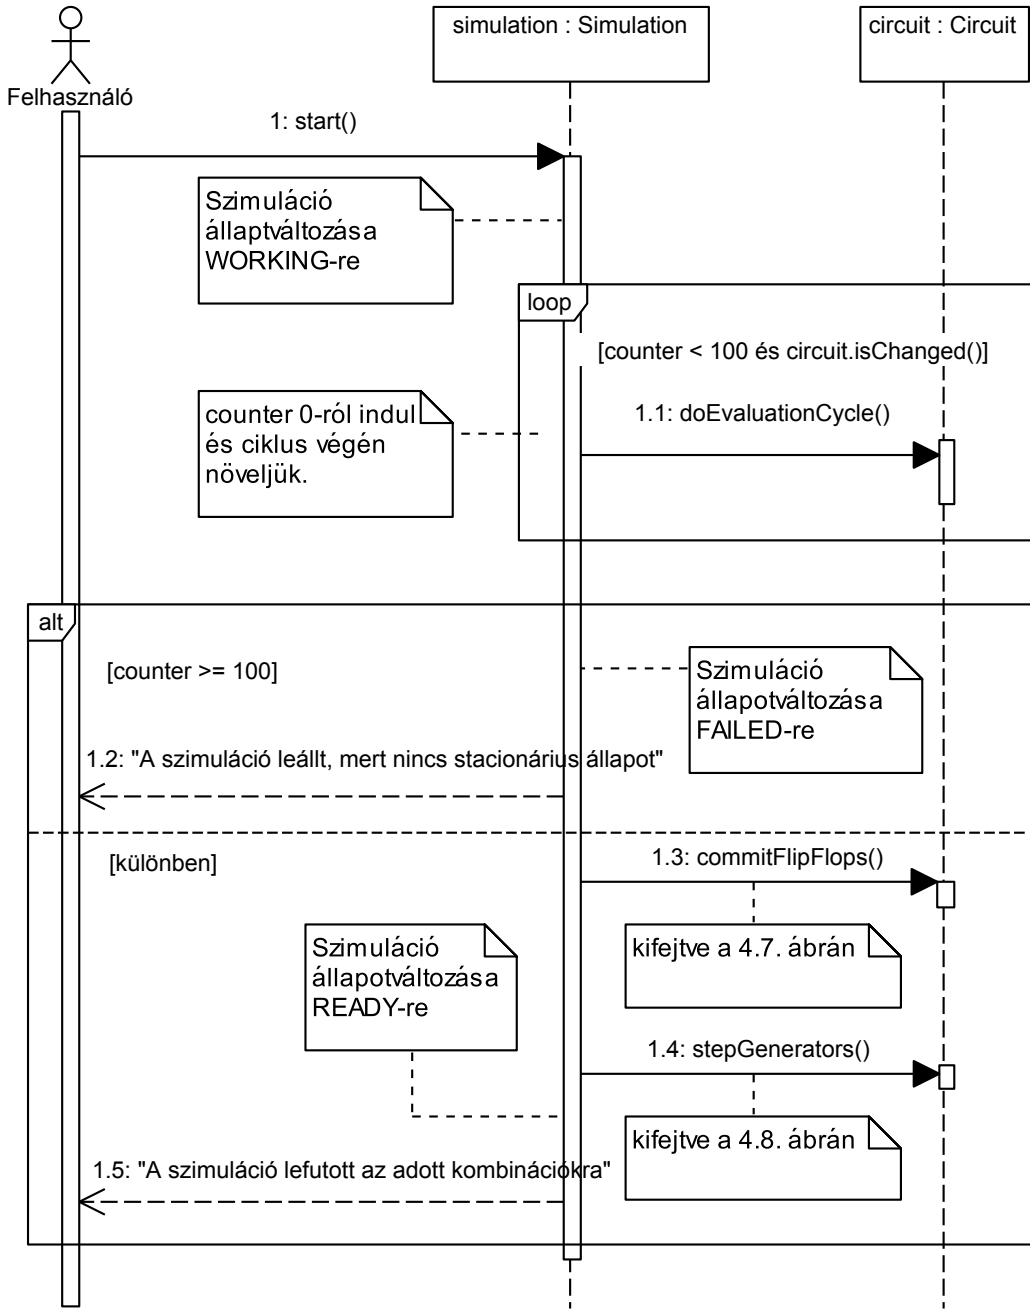 simulation : Simulation
circuit : Circuit
Felhasználó
1: start()
Szimuláció
állaptváltozása
WORKING-re
loop
[counter < 100 és circuit.isChanged()]
counter 0-ról indul
és ciklus végén
növeljük.
1.1: doEvaluationCycle()
alt
[counter >= 100]
Szimuláció
állapotváltozása
FAILED-re
1.2: "A szimuláció leállt, mert nincs stacionárius állapot"
[különben]
1.3: commitFlipFlops()
kifejtve a 4.7. ábrán
Szimuláció
állapotváltozása
READY-re
1.4: stepGenerators()
kifejtve a 4.8. ábrán
1.5: "A szimuláció lefutott az adott kombinációkra"